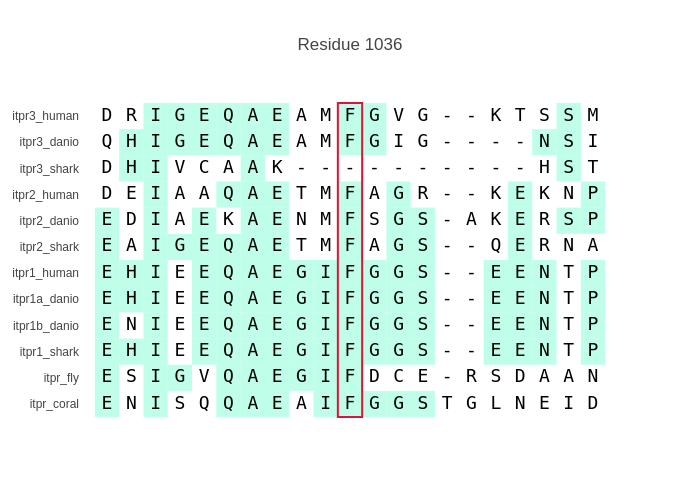 Residue 1036
itpr3_human D R I G E Q A E A M F G V G - - K T S S M
itpr3_danio Q H I G E Q A E A M F G I G - - - - N S I
itpr3_shark D H I V C A A K - - - - - - - - - - H S T
itpr2_human D E I A A Q A E T M F A G R - - K E K N P
itpr2_danio E D I A E K A E N M F S G S - A K E R S P
itpr2_shark E A I G E Q A E T M F A G S - - Q E R N A
itpr1_human E H I E E Q A E G I F G G S - - E E N T P
itpr1a_danio E H I E E Q A E G I F G G S - - E E N T P
itpr1b_danio E N I E E Q A E G I F G G S - - E E N T P
itpr1_shark E H I E E Q A E G I F G G S - - E E N T P
itpr_fly E S I G V Q A E G I F D C E - R S D A A N
itpr_coral E N I S Q Q A E A I F G G S T G L N E I D